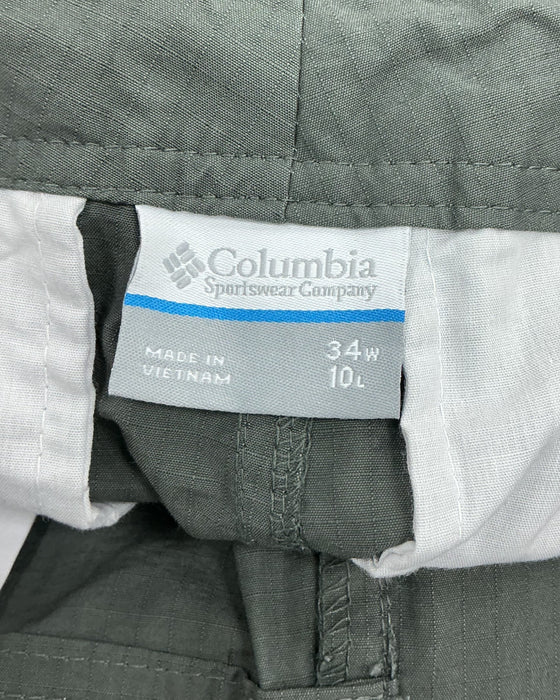 Columbia
Sportswear Company
MADE IN
VIETNAM
34W
10L